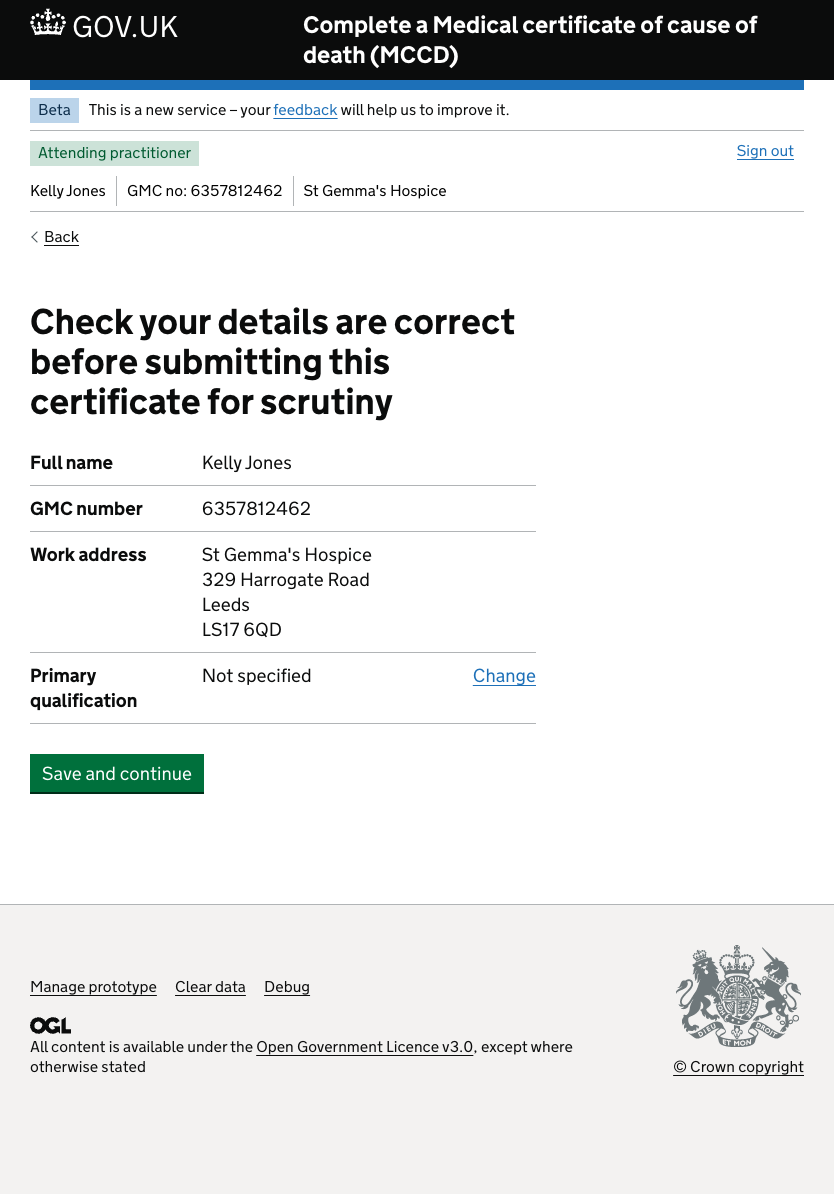 GOV.UK
Complete a Medical certificate of cause of
death (MCCD)
Beta This is a new service – your feedback will help us to improve it.
Attending practitioner
Sign out
Kelly Jones GMC no: 6357812462 St Gemma's Hospice
Back
Check your details are correct
before submitting this
certificate for scrutiny
Full name Kelly Jones
GMC number 6357812462
Work address St Gemma's Hospice
329 Harrogate Road
Leeds
LS17 6QD
Primary Not specified Change
qualification
Save and continue
Manage prototype Clear data Debug
OGL
All content is available under the Open Government Licence v3.0, except where
otherwise stated
DIEU ET MON DROIT
© Crown copyright